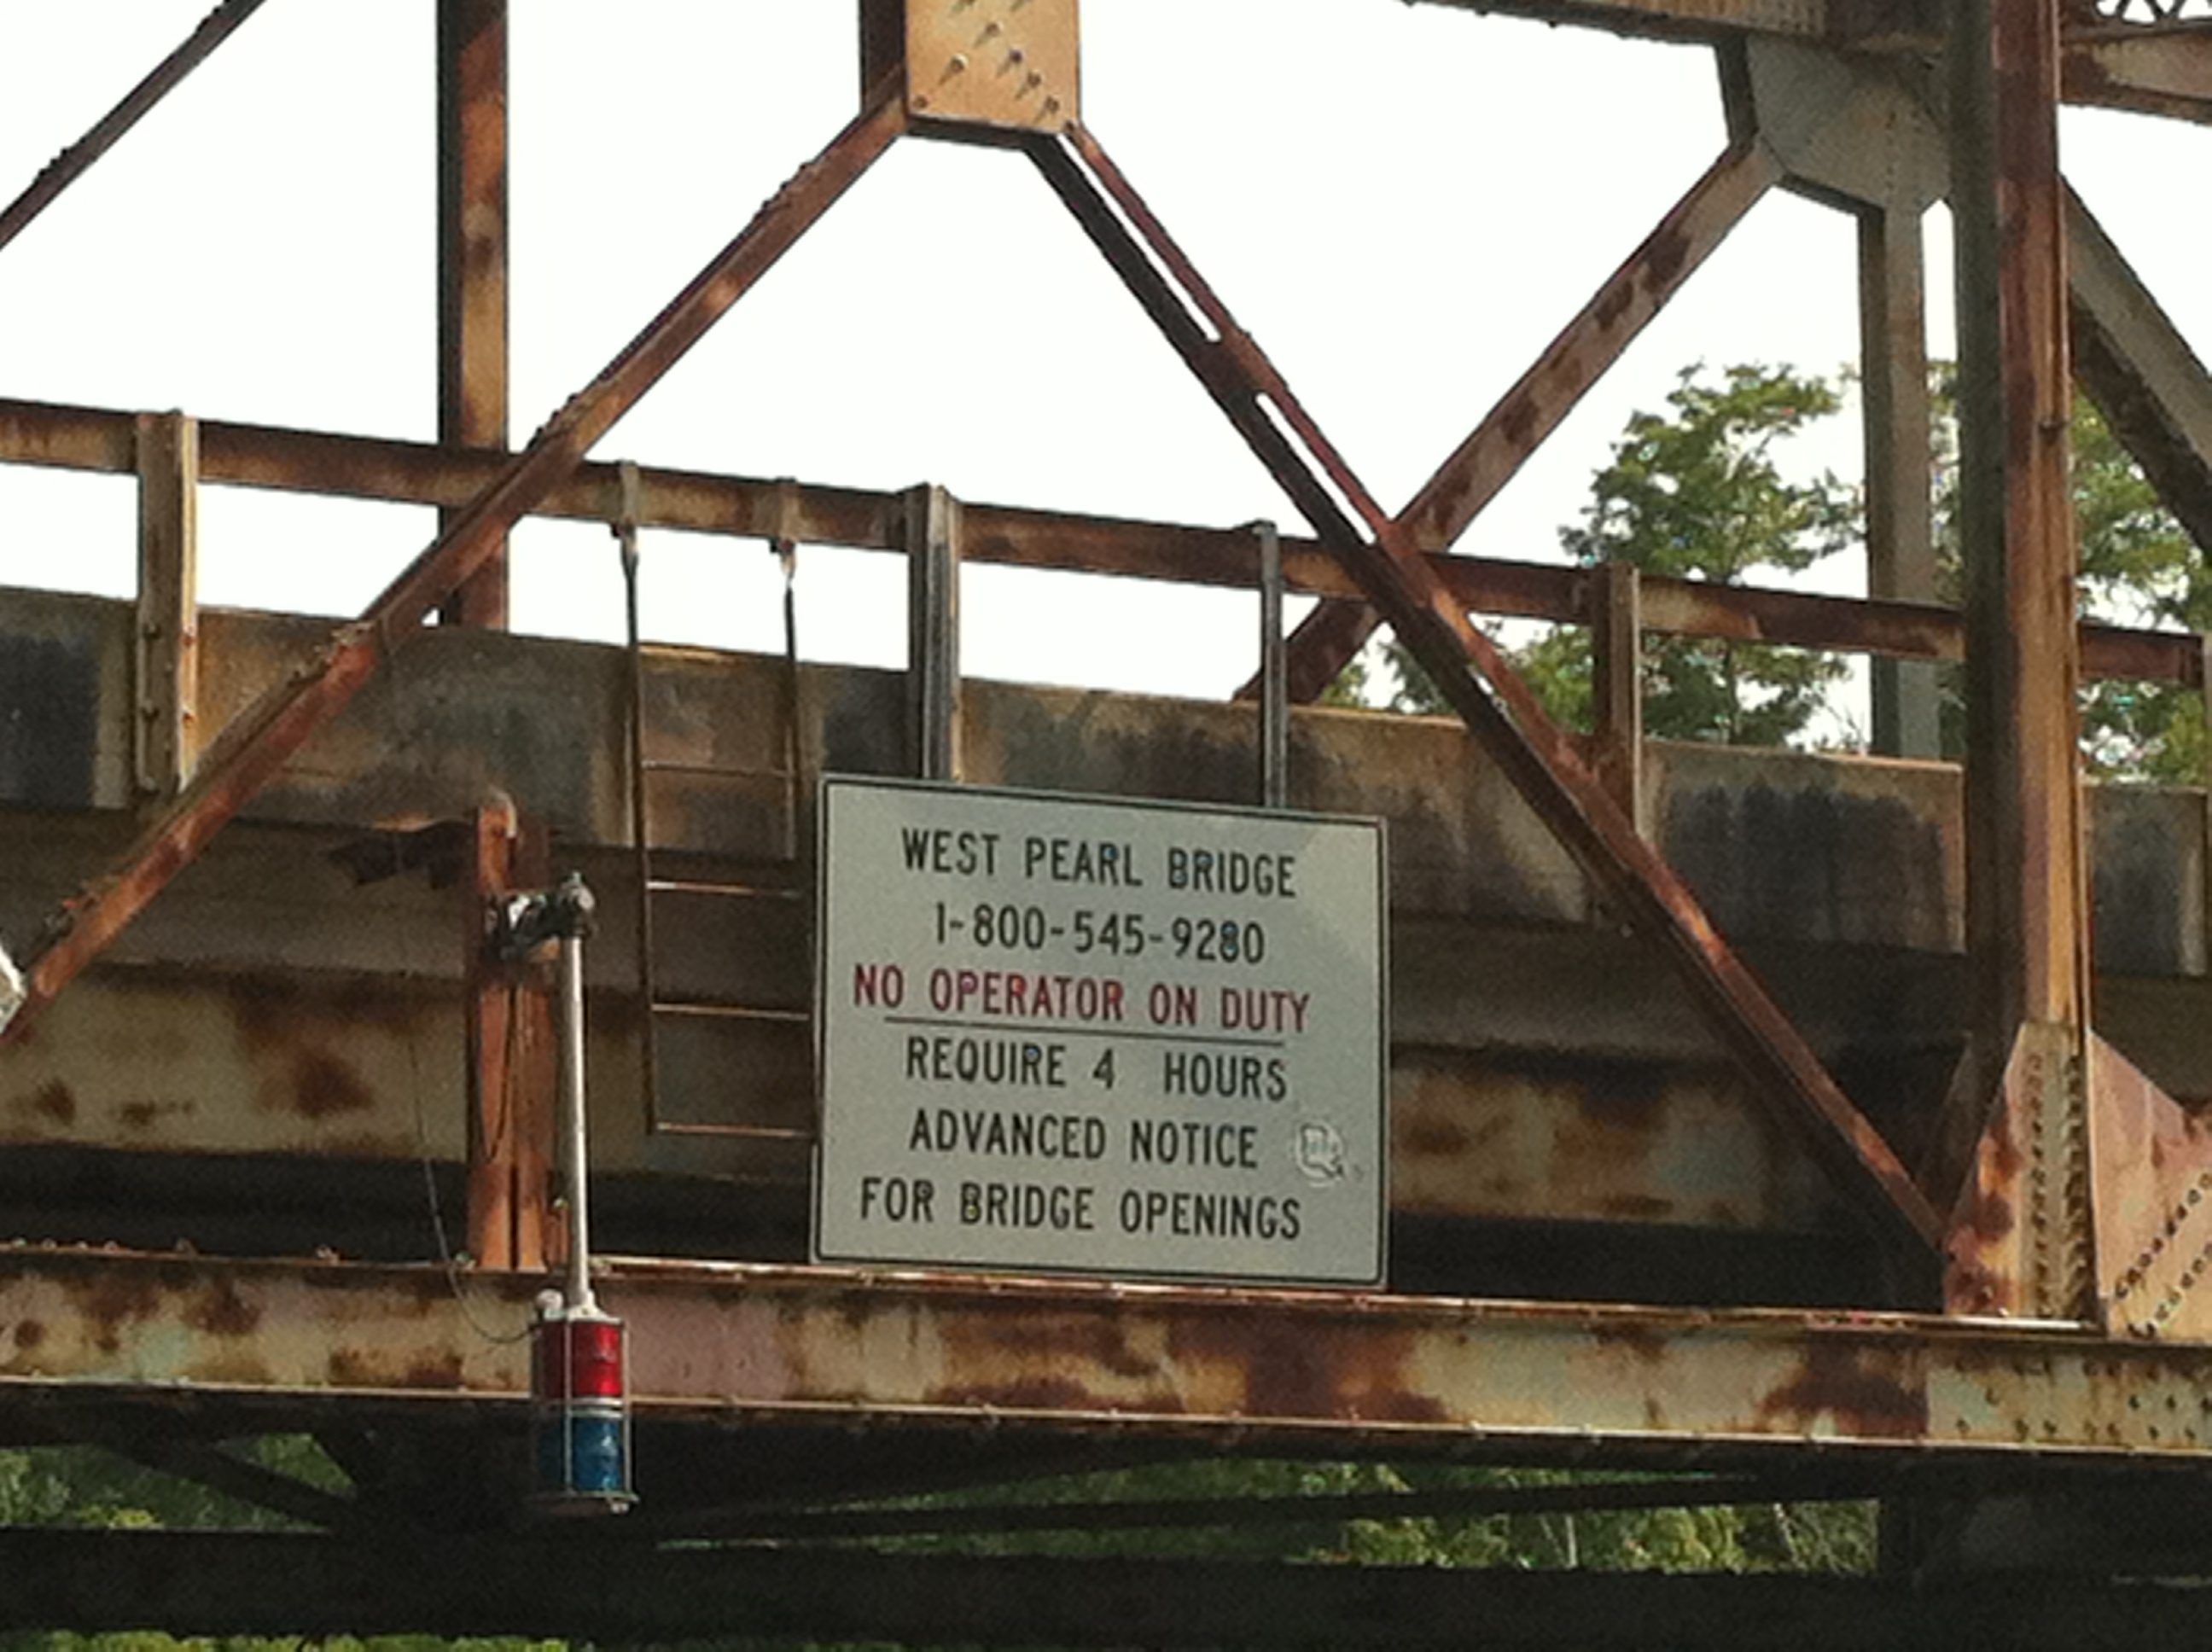 WEST PEARL BRIDGE
1-800-545-9280
NO OPERATOR ON DUTY
REQUIRE 4 HOURS
ADVANCED NOTICE
FOR BRIDGE OPENINGS